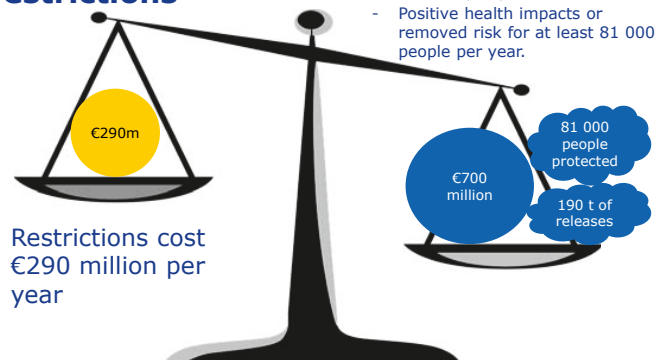 - Positive health impacts or
removed risk for at least 81 000
people per year.
€290m
€700
million
81 000
people
protected
190 t of
releases
Restrictions cost
€290 million per
year